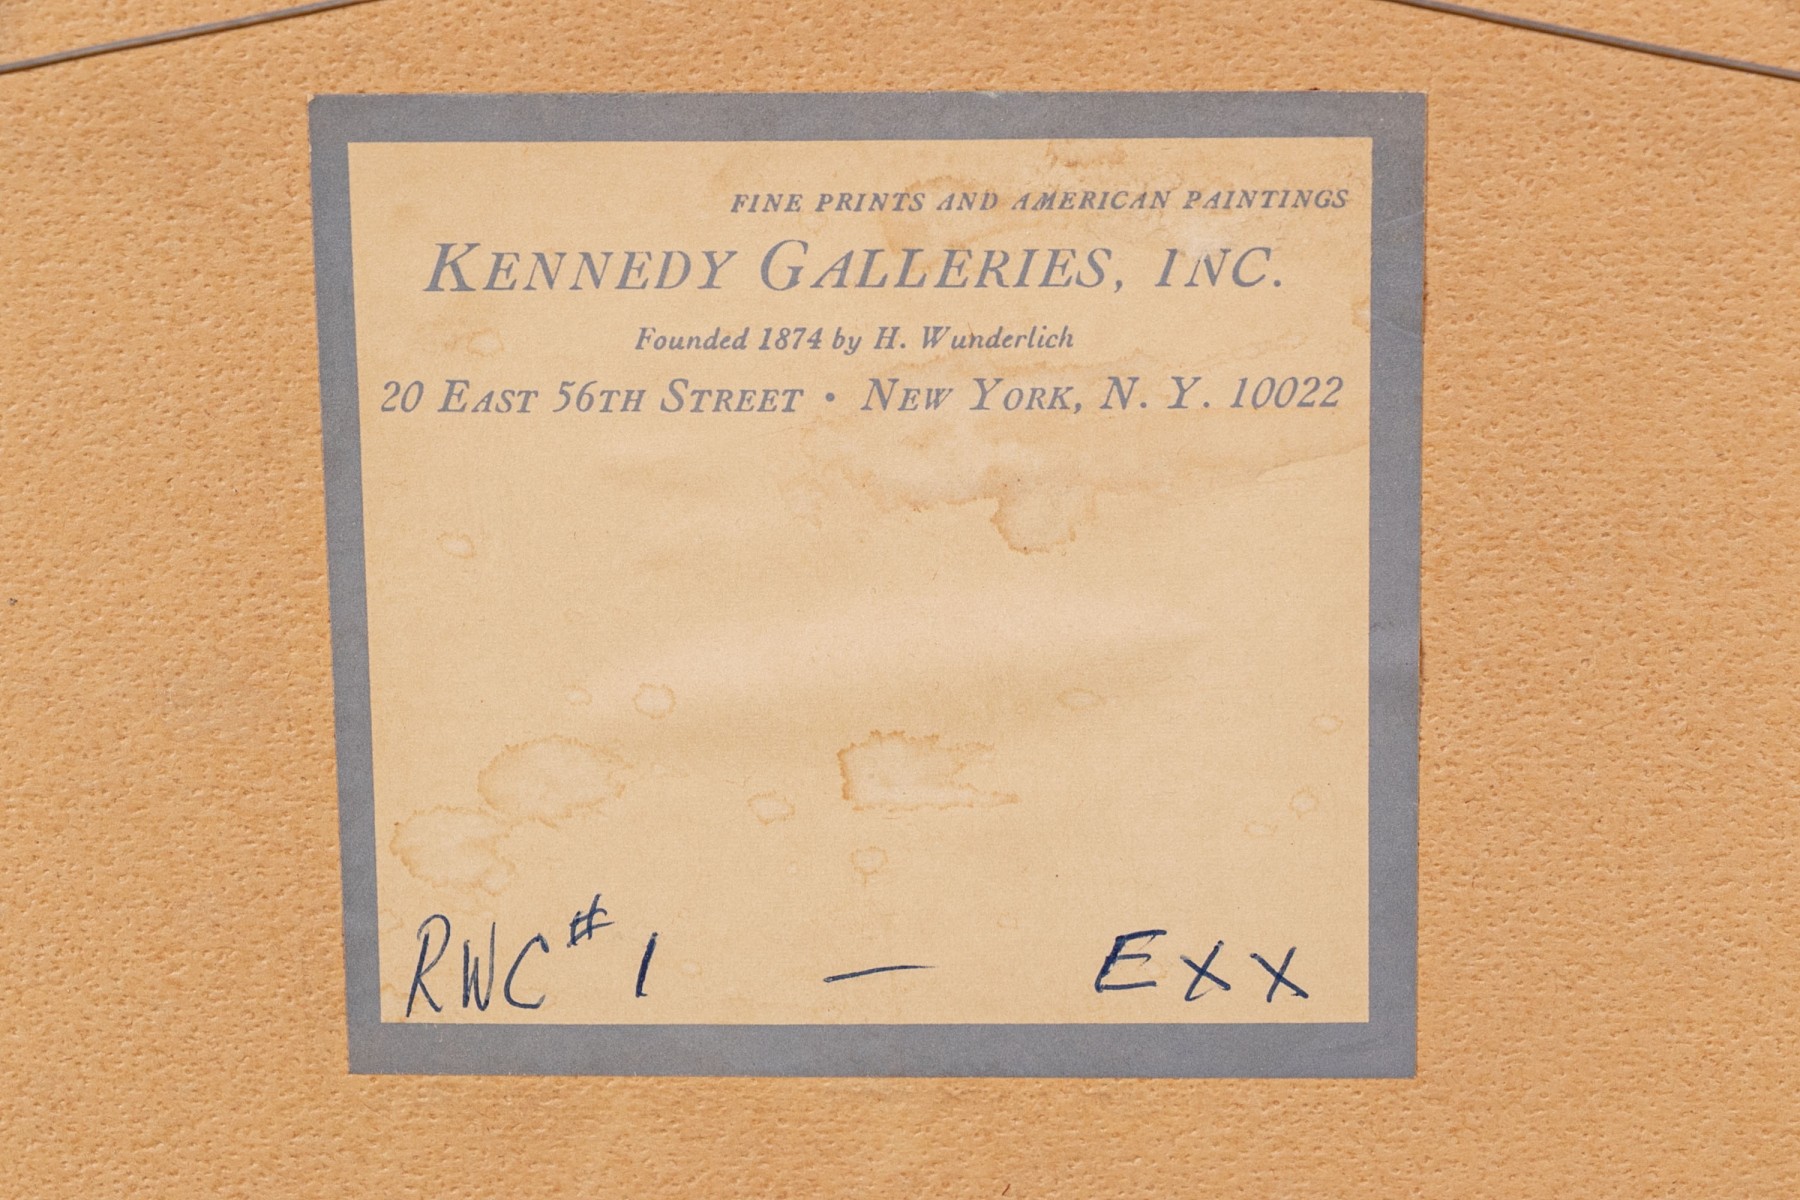 FINE PRINTS AND AMERICAN PAINTINGS
KENNEDY GALLERIES, INC.
Founded 1874 by H. Wunderlich
20 EAST 56TH STREET • NEW YORK, N. Y. 10022
RWC # 1 — EXX